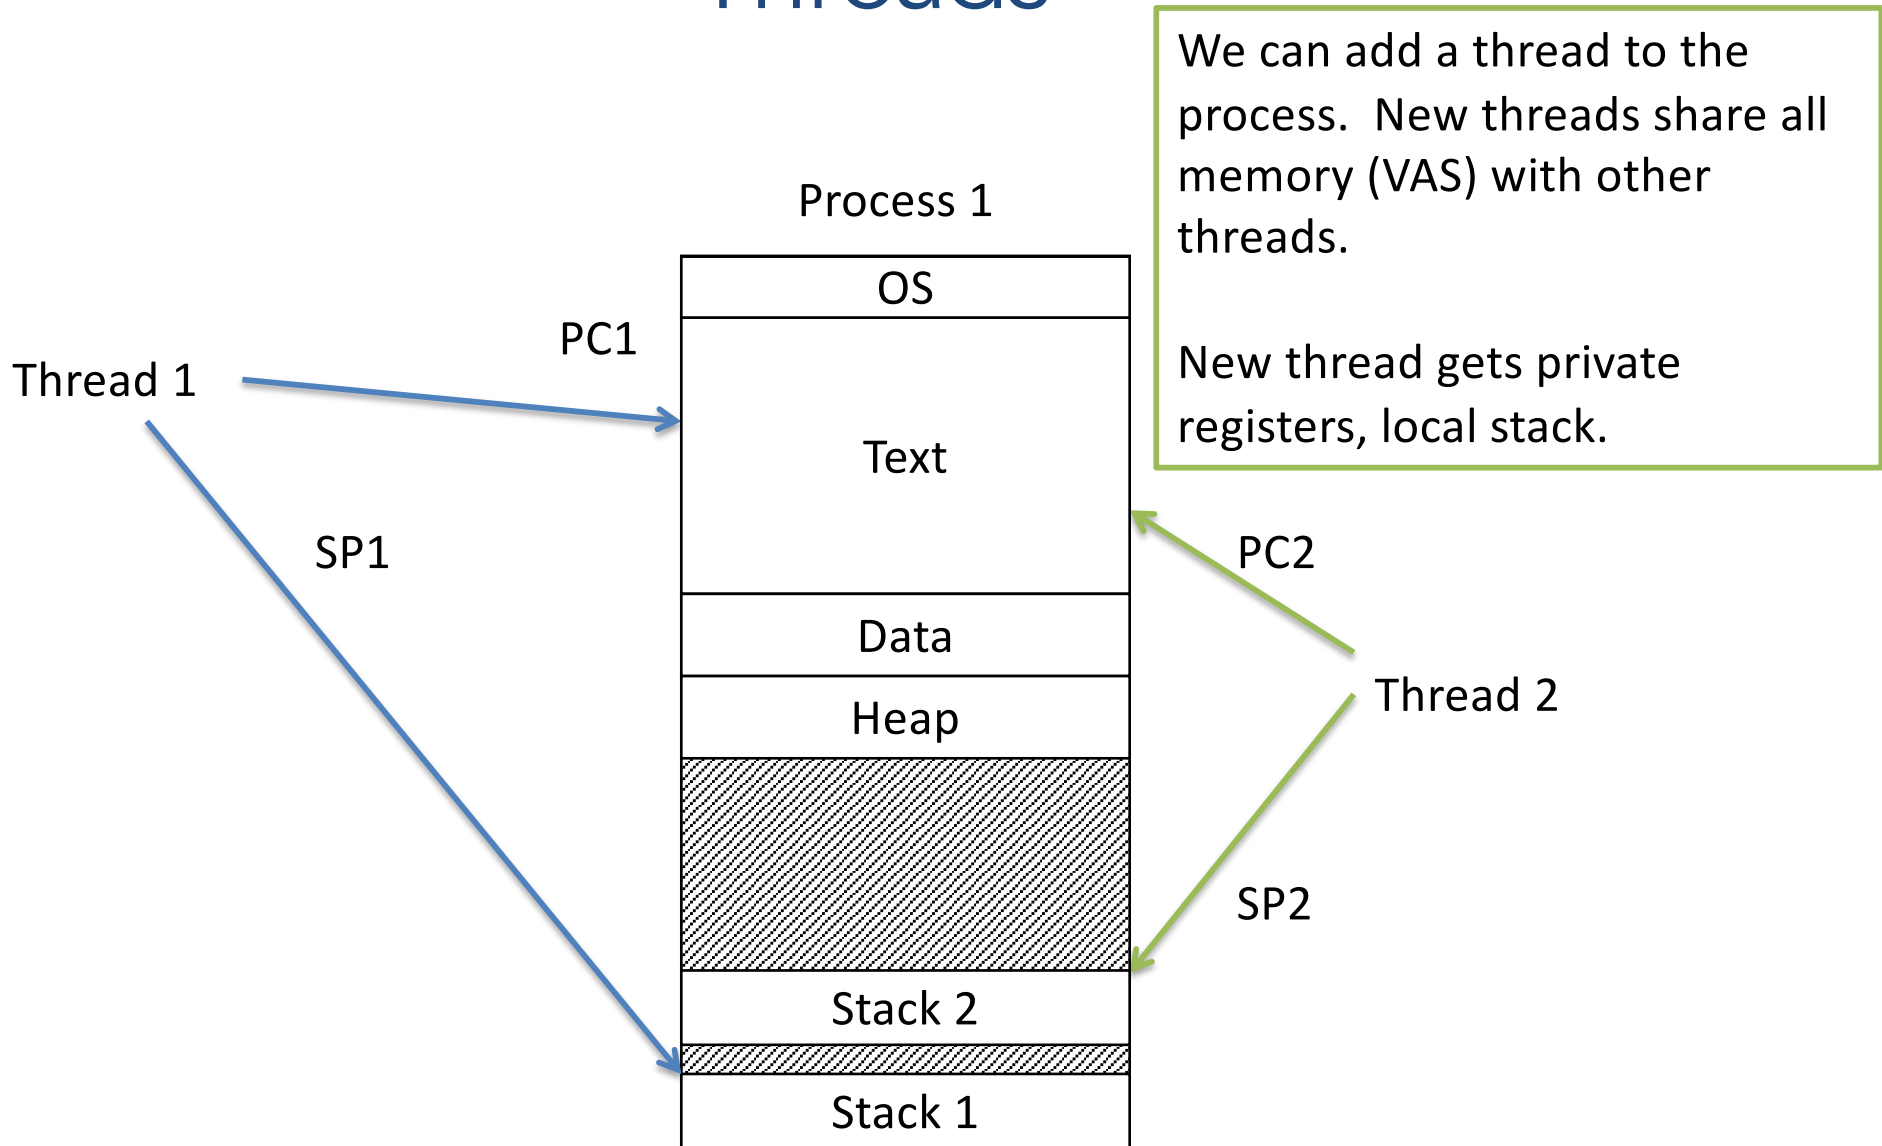 Threads
We can add a thread to the
process.  New threads share all
memory (VAS) with other
threads.
New thread gets private
registers, local stack.
Process 1
OS
PC1
Thread 1
Text
SP1
PC2
Data
Thread 2
Heap
SP2
Stack 2
Stack 1